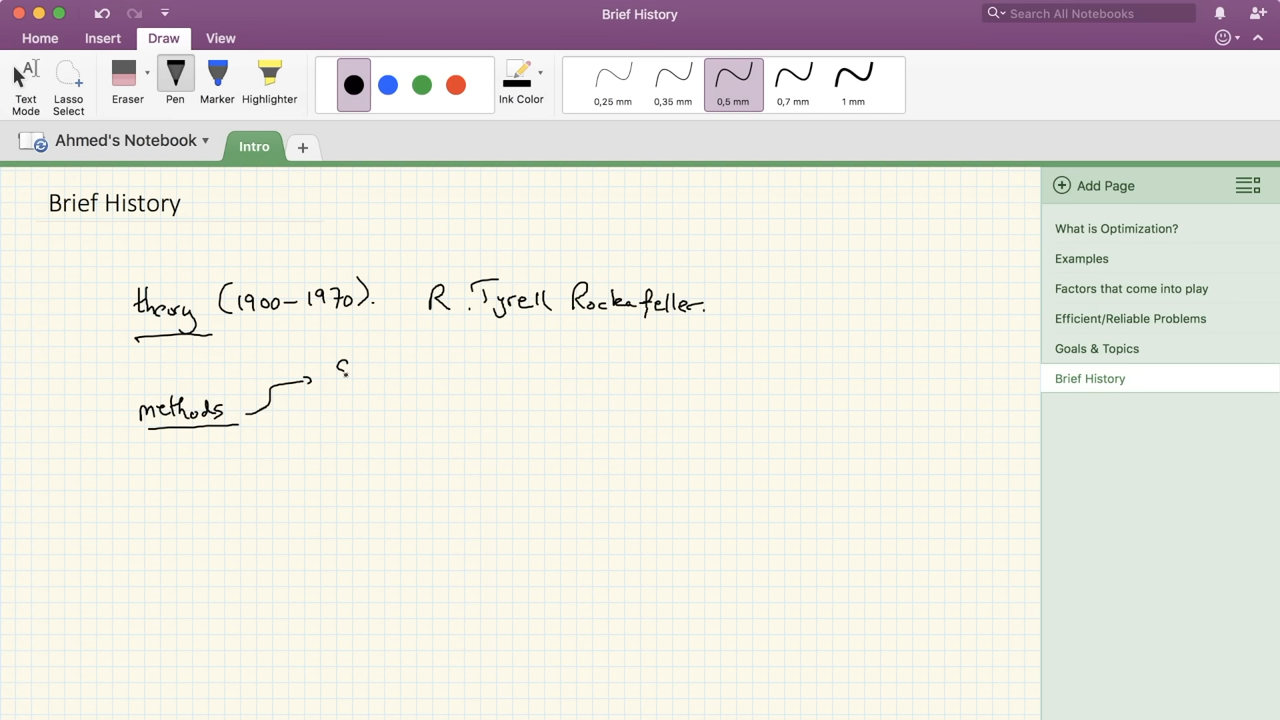 Brief History
Search All Notebooks
Home Insert Draw View
Text Mode
Lasso Select
Eraser
Pen
Marker
Highlighter
Ink Color
0,25 mm 0,35 mm 0,5 mm 0,7 mm 1 mm
Ahmed's Notebook
Intro
Add Page
Brief History
What is Optimization?
Examples
Factors that come into play
Efficient/Reliable Problems
Goals & Topics
Brief History
theory (1900-1970). R. Tyrell Rockafeller.
methods